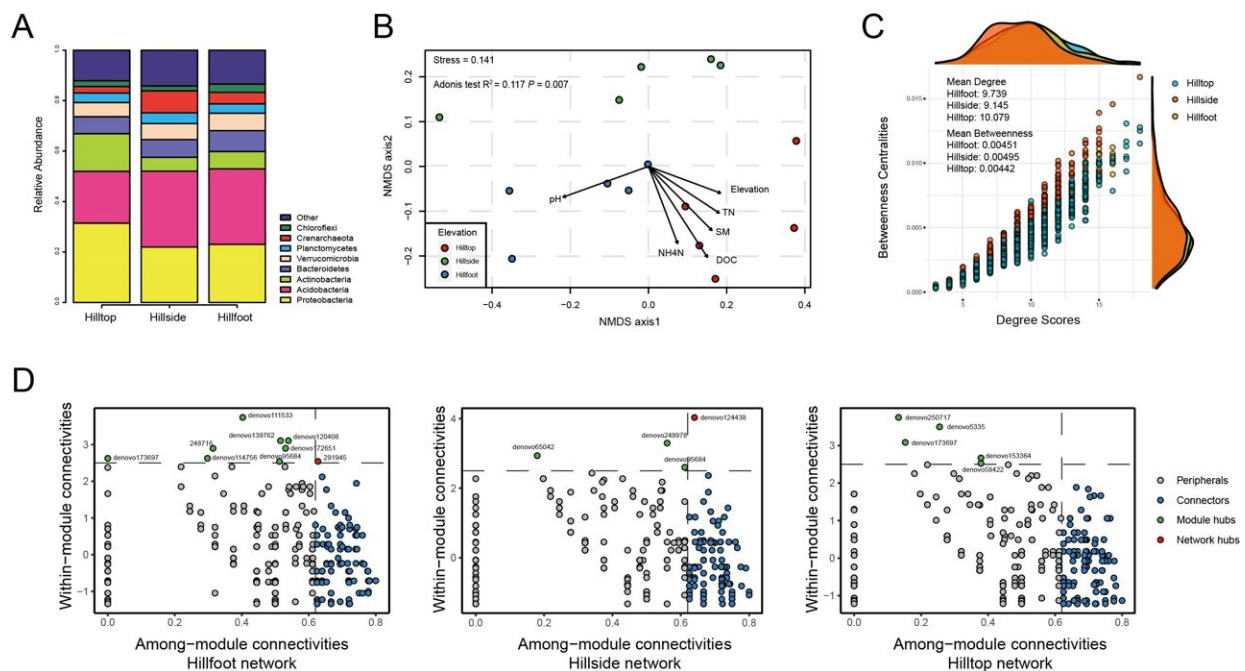 A
Relative Abundance
1.0
0.8
0.6
0.4
0.2
0.0
Hilltop
Hillside
Hillfoot
Other
Chloroflexi
Crenarchaeota
Planctomycetes
Verrucomicrobia
Bacteroidetes
Actinobacteria
Acidobacteria
Proteobacteria
B
Stress = 0.141
Adonis test R² = 0.117 P = 0.007
NMDS axis2
0.2
0.1
0.0
−0.1
−0.2
pH
Elevation
TN
SM
DOC
NH4N
Elevation
Hilltop
Hillside
Hillfoot
−0.4
−0.2
0.0
0.2
0.4
NMDS axis1
C
Mean Degree
Hillfoot: 9.739
Hillside: 9.145
Hilltop: 10.079
Mean Betweenness
Hillfoot: 0.00451
Hillside: 0.00495
Hilltop: 0.00442
Hilltop
Hillside
Hillfoot
Betweenness Centralities
0.015
0.010
0.005
0.000
5
10
15
Degree Scores
D
Within−module connectivities
3
2
1
0
−1
denovo111533
denovo139762
denovo120408
248716
denovo172651
denovo173697
denovo114756
denovo95684
291945
0.0
0.2
0.4
0.6
0.8
Among−module connectivities
Hillfoot network
Within−module connectivities
4
2
0
denovo124438
denovo248978
denovo65042
denovo95684
0.0
0.2
0.4
0.6
0.8
Among−module connectivities
Hillside network
Within−module connectivities
3
2
1
0
−1
denovo250717
denovo5335
denovo173697
denovo153364
denovo58422
0.0
0.2
0.4
0.6
0.8
Among−module connectivities
Hilltop network
Peripherals
Connectors
Module hubs
Network hubs